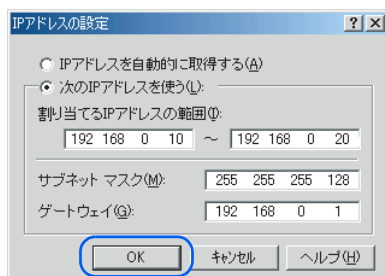 IPアドレスの設定
IPアドレスを自動的に取得する(A)
次のIPアドレスを使う(L):
割り当てるIPアドレスの範囲(I):
192 168 0 10 ～ 192 168 0 20
サブネット マスク(M): 255 255 255 128
ゲートウェイ(G): 192 168 0 1
OK キャンセル ヘルプ(H)